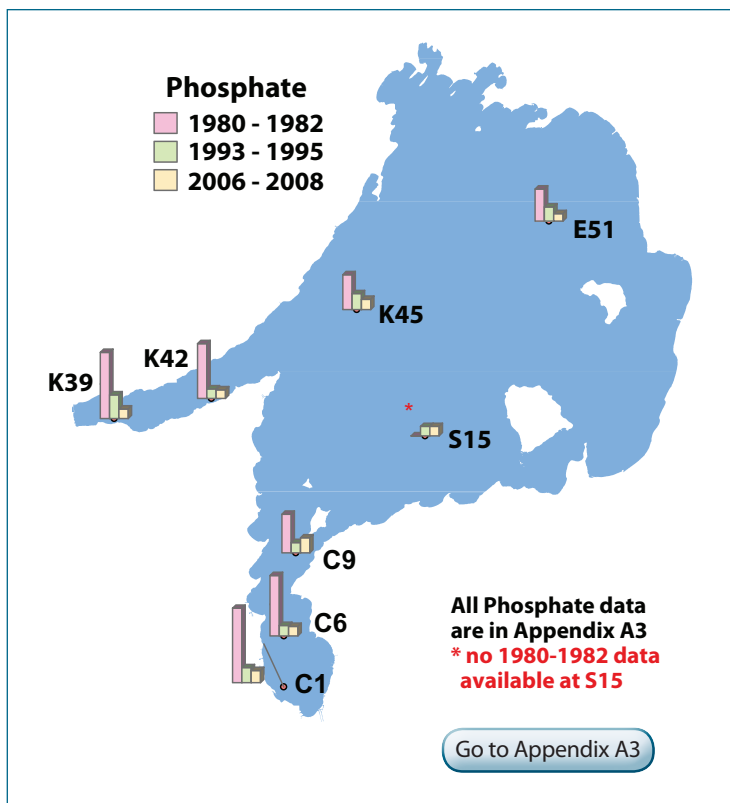 Phosphate
1980 - 1982
1993 - 1995
2006 - 2008
E51
K45
K42
K39
*
S15
C9
C6
C1
All Phosphate data
are in Appendix A3
* no 1980-1982 data
available at S15
Go to Appendix A3